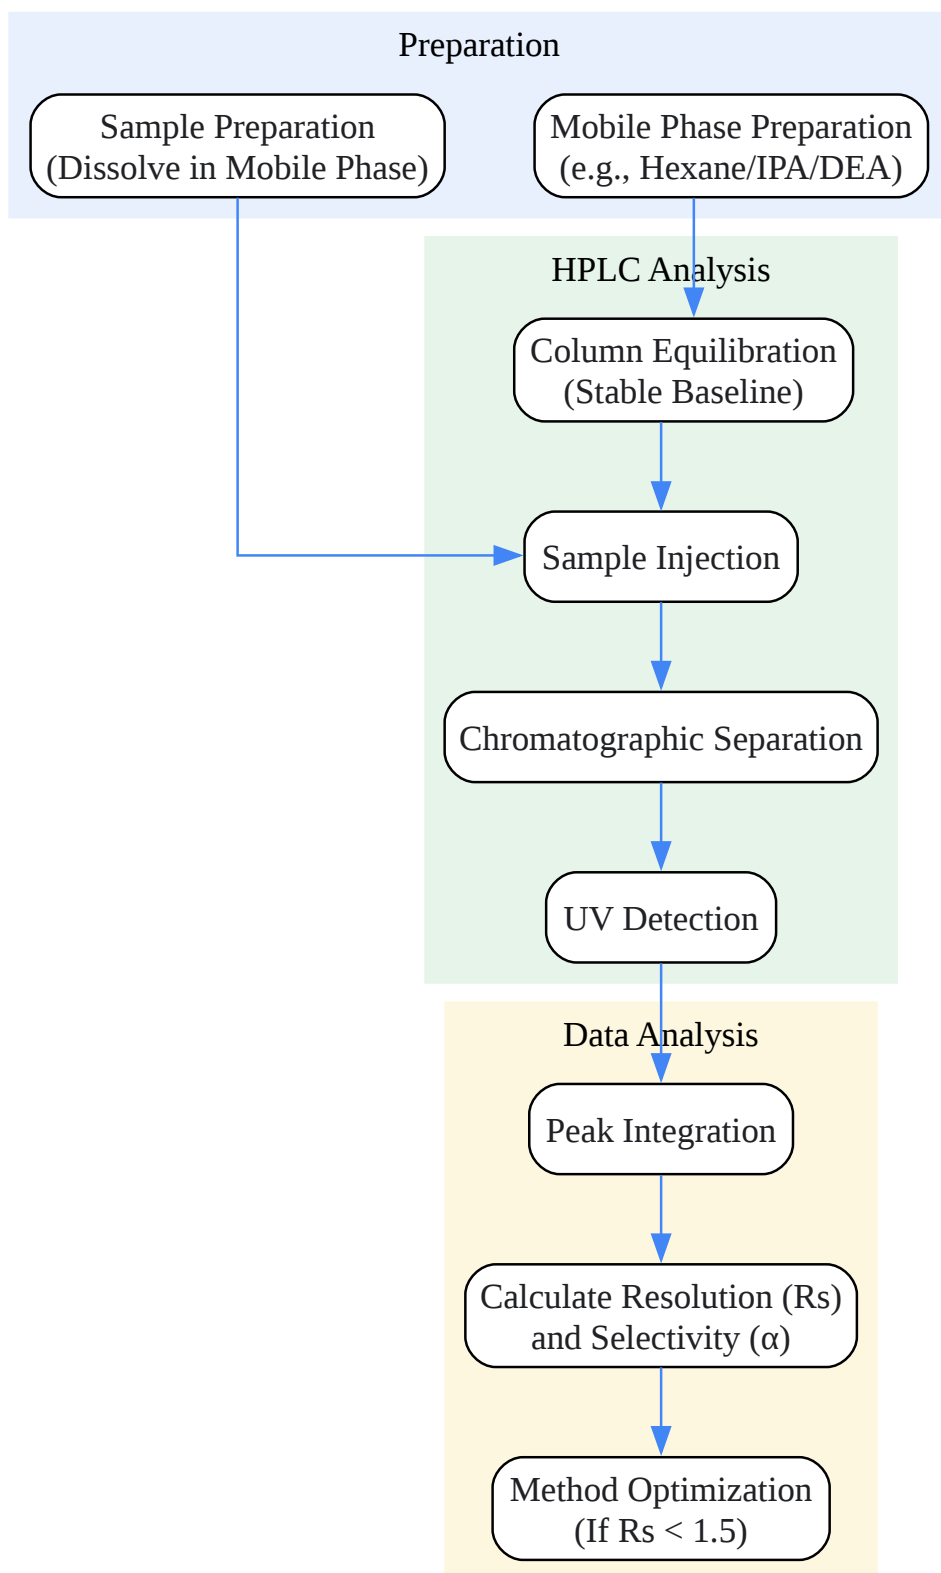 Preparation
Sample Preparation
(Dissolve in Mobile Phase)
Mobile Phase Preparation
(e.g., Hexane/IPA/DEA)
HPLC Analysis
Column Equilibration
(Stable Baseline)
Sample Injection
Chromatographic Separation
UV Detection
Data Analysis
Peak Integration
Calculate Resolution (Rs)
and Selectivity (α)
Method Optimization
(If Rs < 1.5)